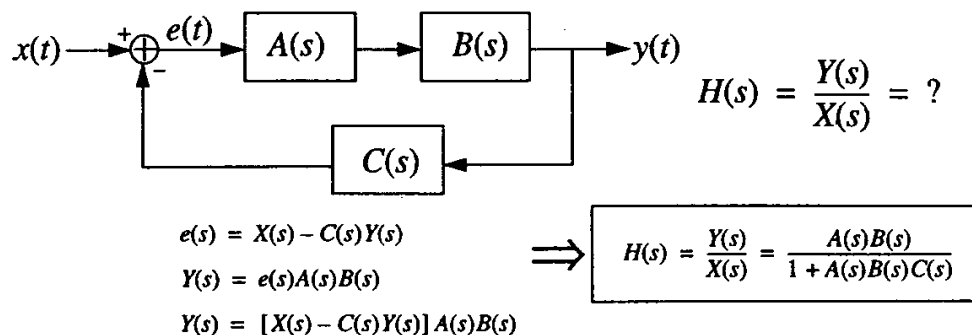 x(t)
+
−
e(t)
A(s)
B(s)
y(t)
C(s)
H(s) = Y(s)/X(s) = ?
e(s) = X(s) − C(s)Y(s)
Y(s) = e(s)A(s)B(s)
Y(s) = [X(s) − C(s)Y(s)] A(s)B(s)
⇒
H(s) = Y(s)/X(s) = A(s)B(s)/1 + A(s)B(s)C(s)